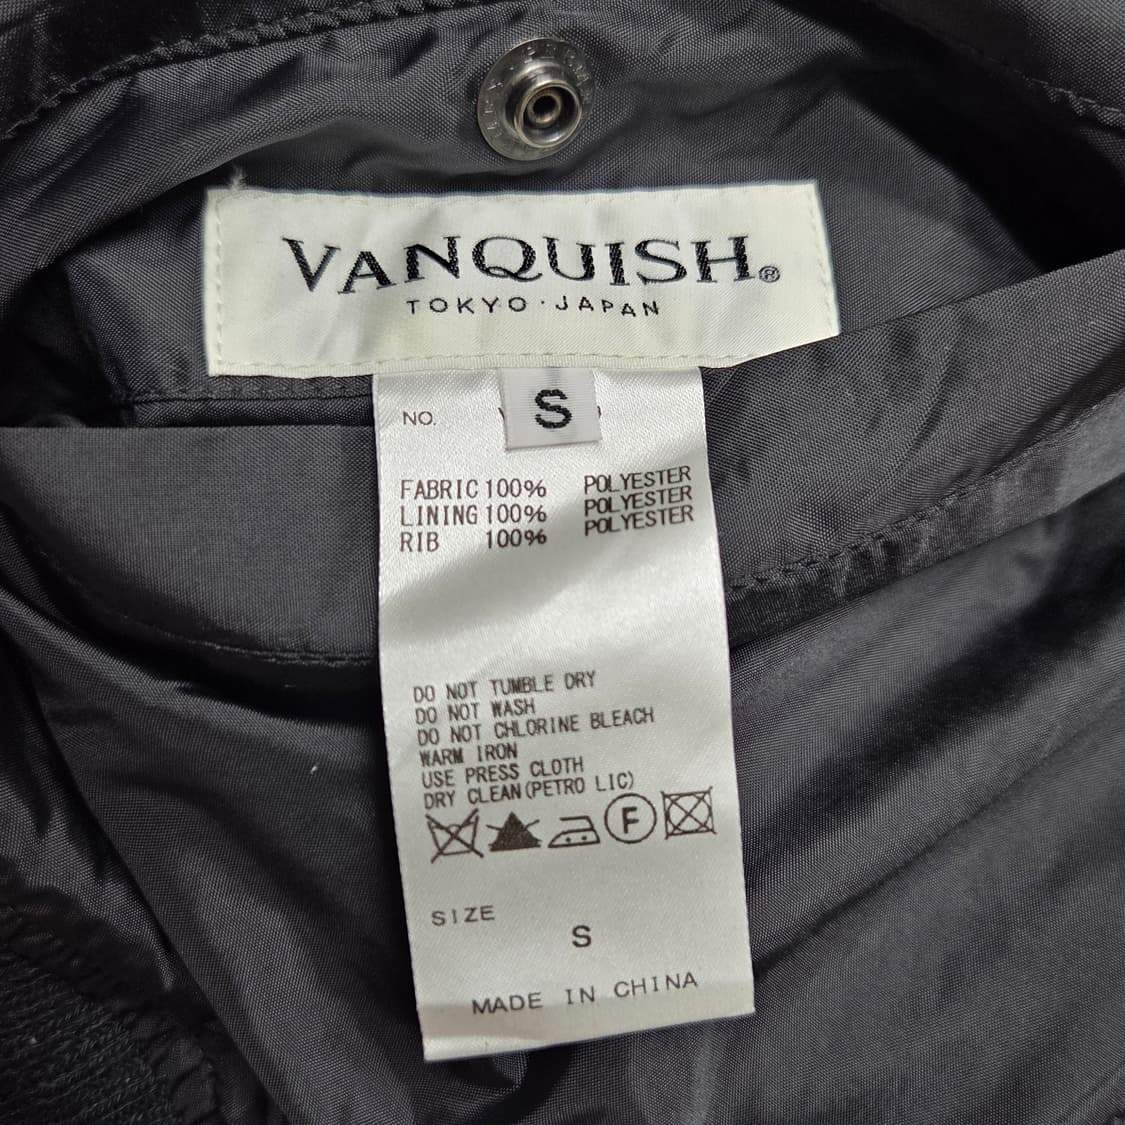 VANQUISH®
TOKYO・JAPAN
S
NO.
FABRIC 100% POLYESTER
LINING 100% POLYESTER
RIB 100% POLYESTER
DO NOT TUMBLE DRY
DO NOT WASH
DO NOT CHLORINE BLEACH
WARM IRON
USE PRESS CLOTH
DRY CLEAN(PETRO LIC)
F
SIZE
S
MADE IN CHINA